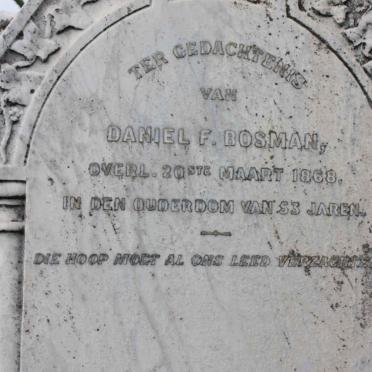 TER GEDACHTENIS
VAN
DANIEL F. BOSMAN,
OVERL. 20STE MAART 1868.
IN DEN OUDERDOM VAN 53 JAREN.
DIE HOOP MOET AL ONS LEED VERZACHTEN